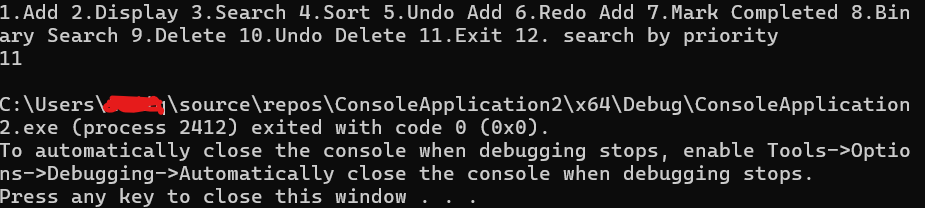 1.Add 2.Display 3.Search 4.Sort 5.Undo Add 6.Redo Add 7.Mark Completed 8.Bin
ary Search 9.Delete 10.Undo Delete 11.Exit 12. search by priority
11
C:\Users\\source\repos\ConsoleApplication2\x64\Debug\ConsoleApplication
2.exe (process 2412) exited with code 0 (0x0).
To automatically close the console when debugging stops, enable Tools->Optio
ns->Debugging->Automatically close the console when debugging stops.
Press any key to close this window . . .